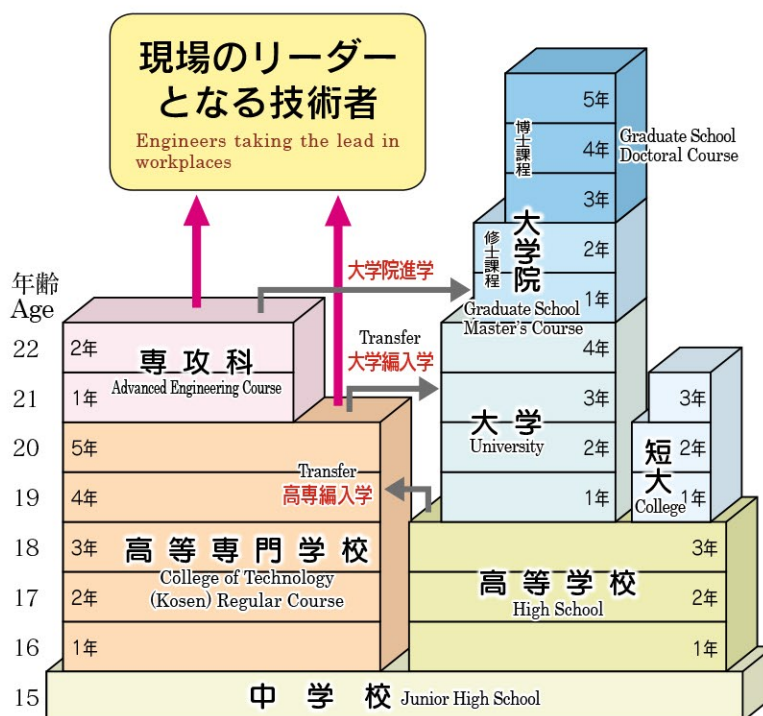 現場のリーダー
となる技術者
Engineers taking the lead in
workplaces
5年
4年
3年
博士課程
Graduate School
Doctoral Course
大学院
修士課程
2年
1年
Graduate School
Master's Course
大学院進学
年齢
Age
22
21
20
19
18
17
16
15
2年
専攻科
Advanced Engineering Course
1年
Transfer
大学編入学
4年
3年
大学
University
2年
1年
3年
2年
短大
1年
College
5年
4年
Transfer
高専編入学
3年
高等専門学校
College of Technology
(Kosen) Regular Course
2年
1年
3年
高等学校
High School
2年
1年
中学校 Junior High School